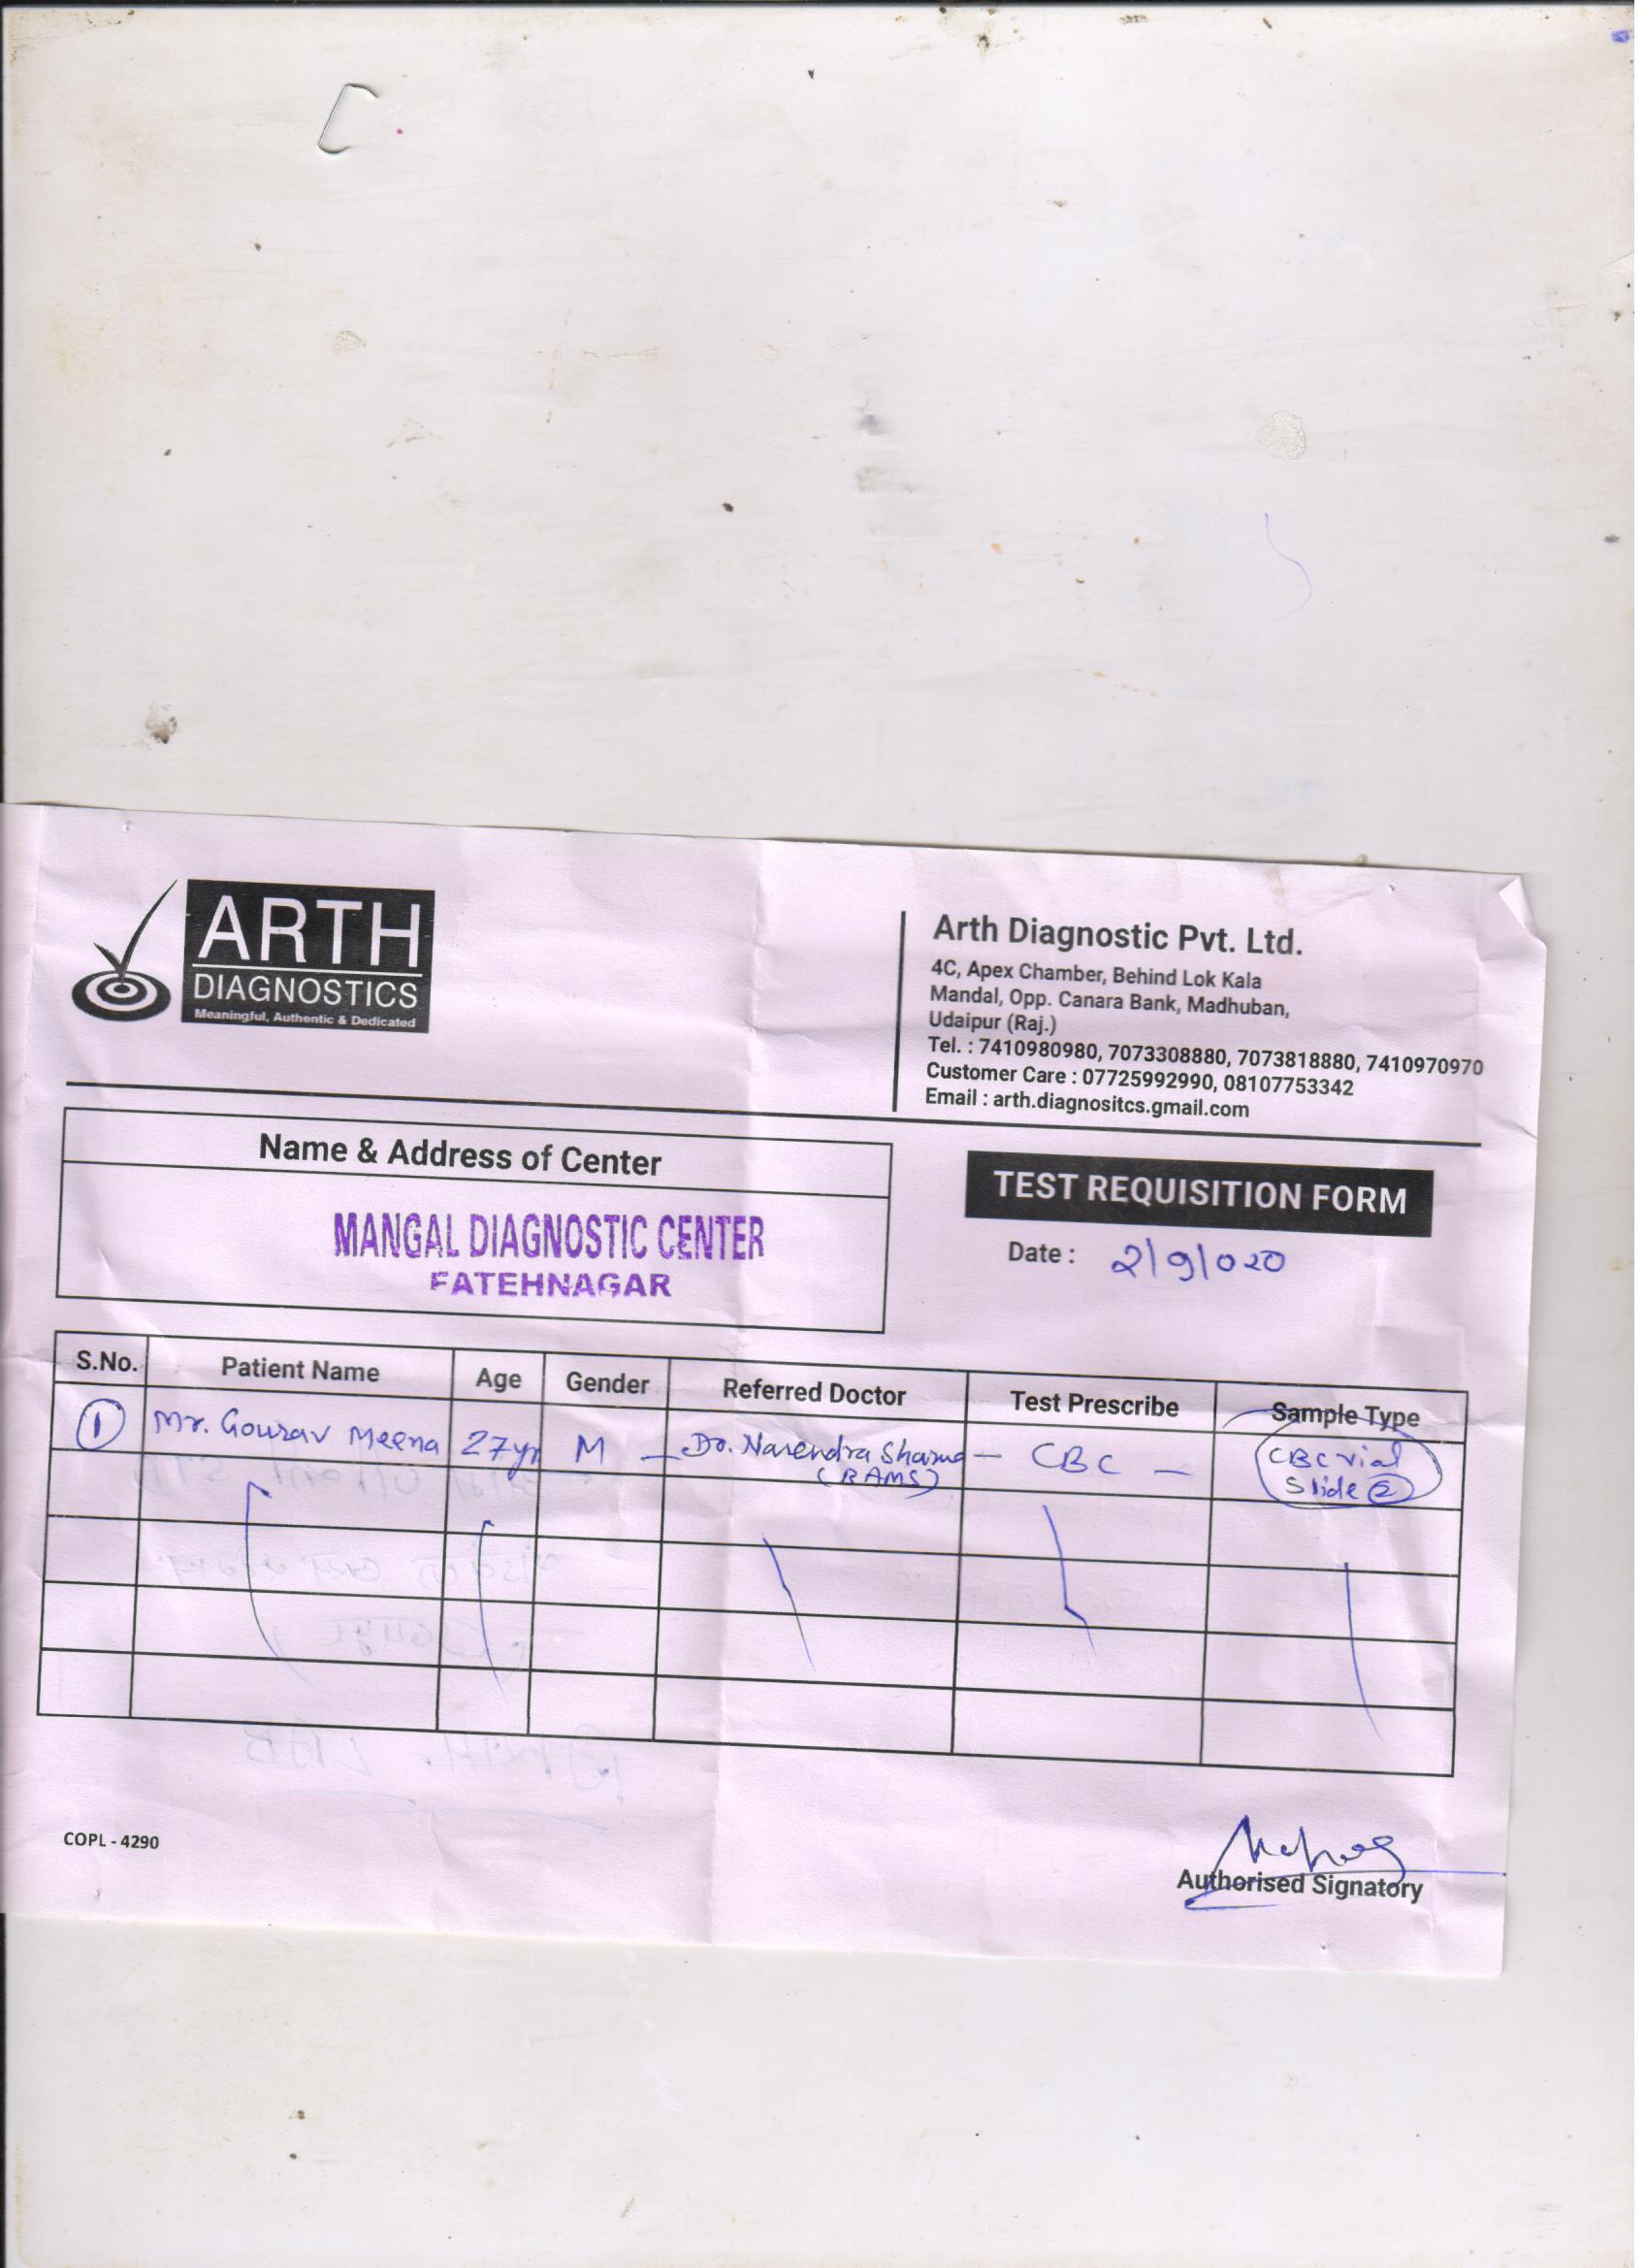 ARTH
DIAGNOSTICS
Meaningful, Authentic & Dedicated
Arth Diagnostic Pvt. Ltd.
4C, Apex Chamber, Behind Lok Kala
Mandal, Opp. Canara Bank, Madhuban,
Udaipur (Raj.)
Tel. : 7410980980, 7073308880, 7073818880, 7410970970
Customer Care : 07725992990, 08107753342
Email : arth.diagnositcs.gmail.com
Name & Address of Center
MANGAL DIAGNOSTIC CENTER
FATEHNAGAR
TEST REQUISITION FORM
Date : 2/9/020
S.No. Patient Name Age Gender Referred Doctor Test Prescribe Sample Type
1 Mr. Gourav Meena 27yr M – Dr. Narendra Sharma – CBC – CBC vial
(BAMS) Slide 2
COPL - 4290
Authorised Signatory